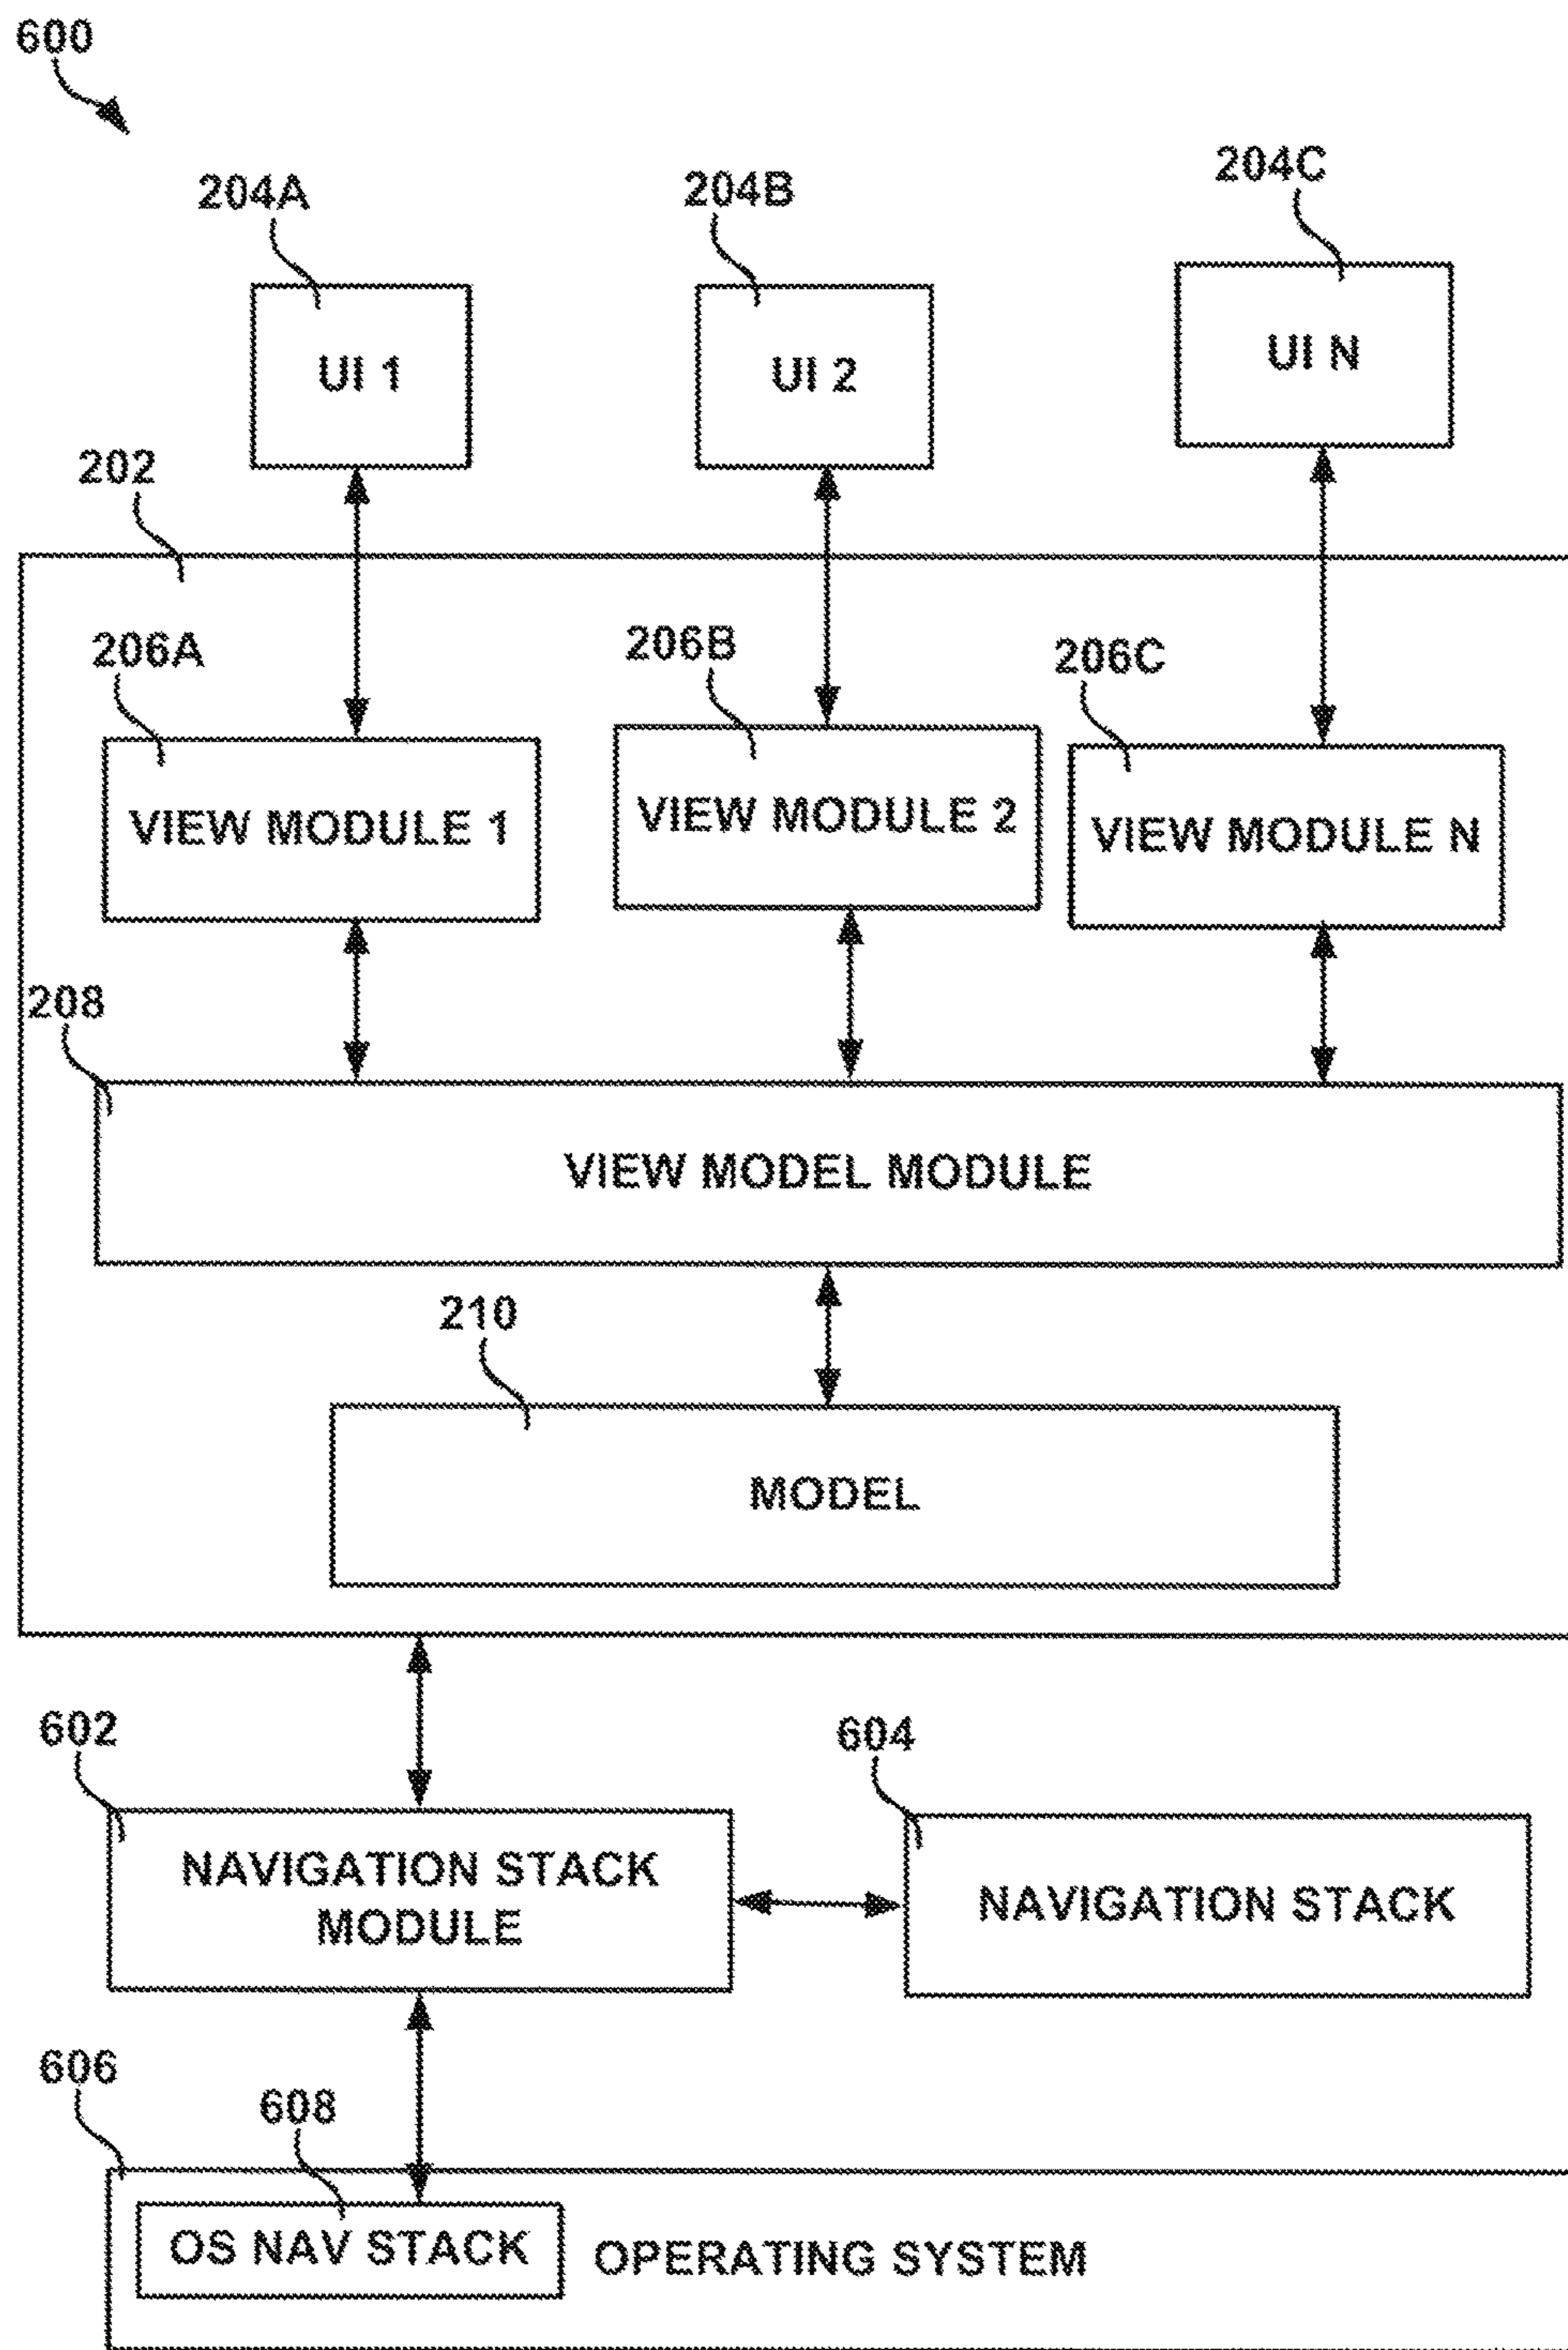 600
204A
204B
204C
UI 1
UI 2
UI N
202
206A
206B
206C
VIEW MODULE 1
VIEW MODULE 2
VIEW MODULE N
208
VIEW MODEL MODULE
210
MODEL
602
604
NAVIGATION STACK
MODULE
NAVIGATION STACK
606
608
OS NAV STACK
OPERATING SYSTEM